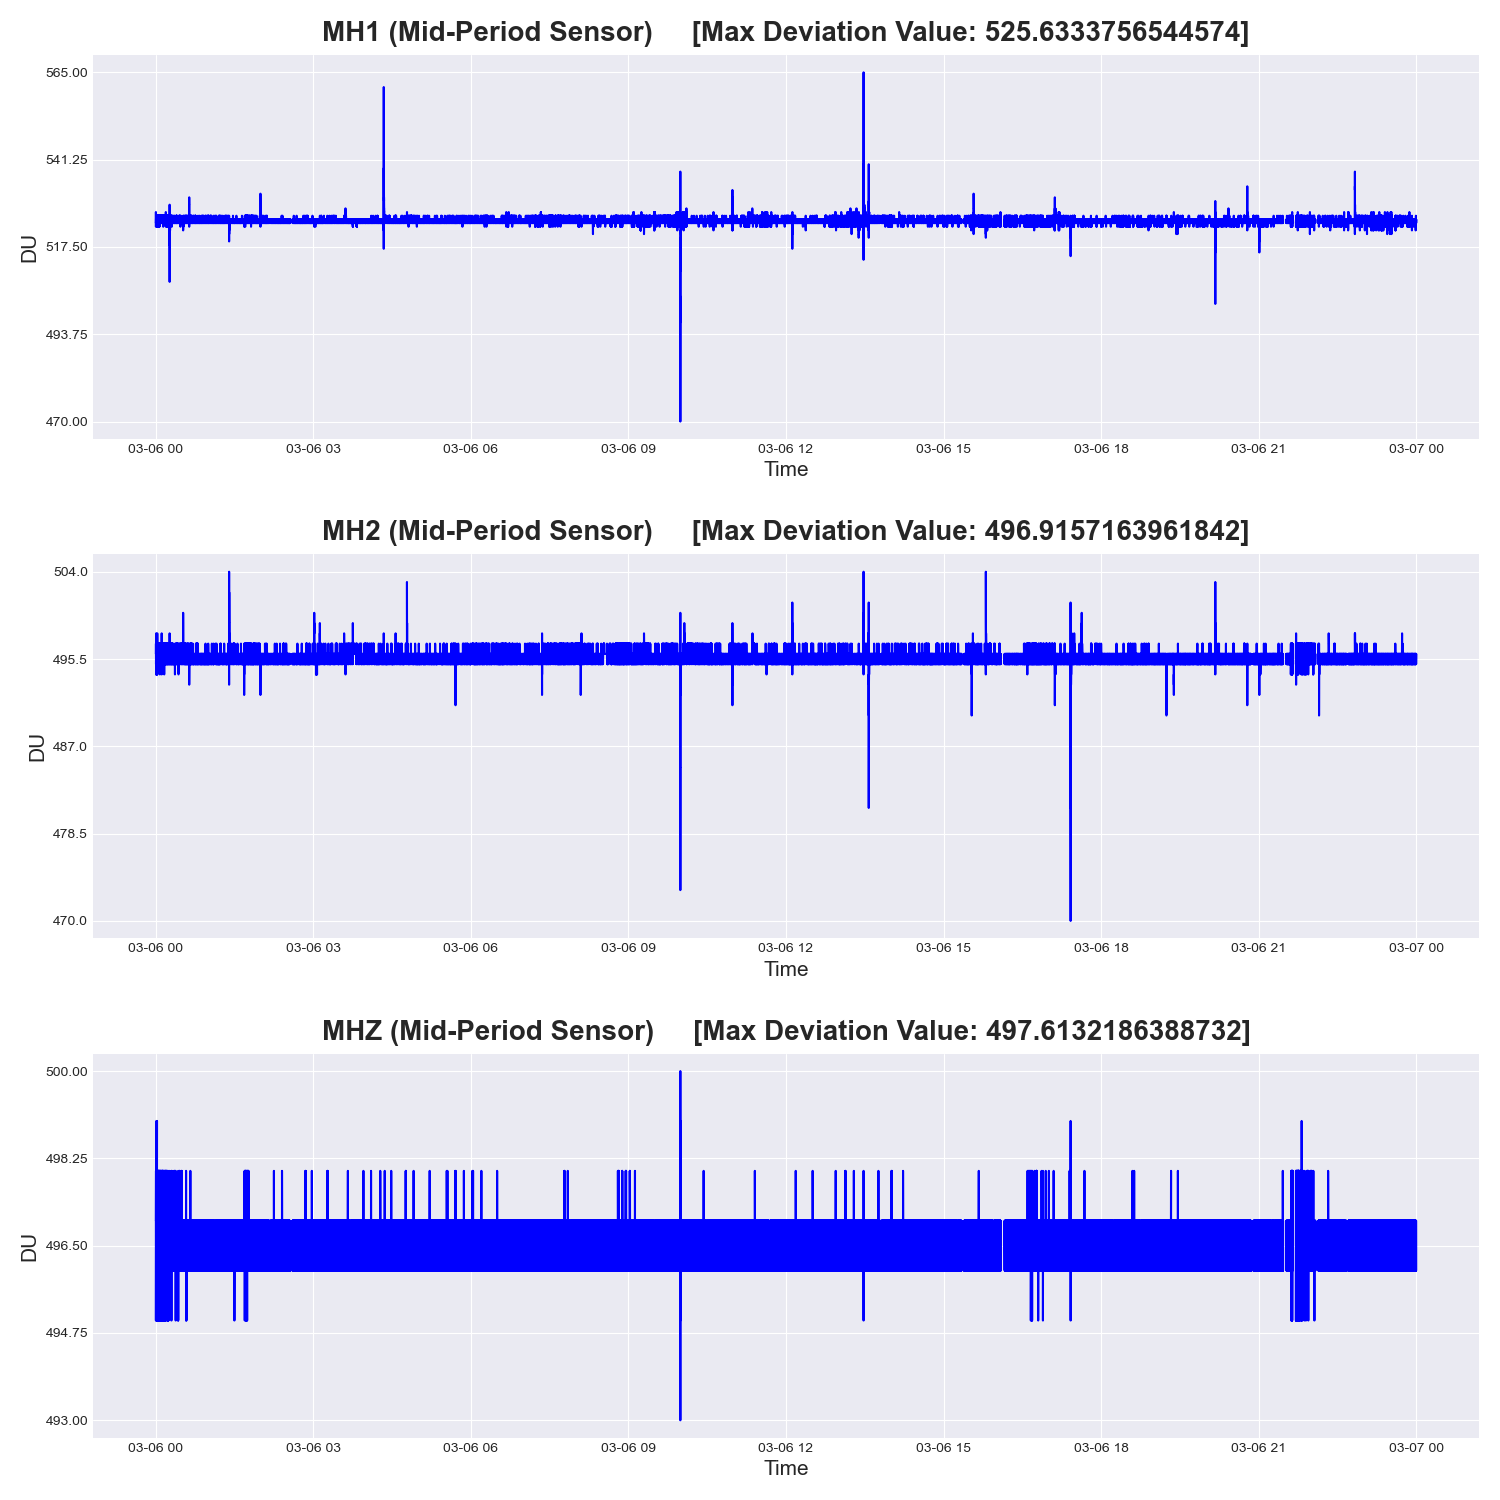 MH1 (Mid-Period Sensor) [Max Deviation Value: 525.6333756544574]
565.00
541.25
517.50
493.75
470.00
DU
03-06 00 03-06 03 03-06 06 03-06 09 03-06 12 03-06 15 03-06 18 03-06 21 03-07 00
Time
MH2 (Mid-Period Sensor) [Max Deviation Value: 496.9157163961842]
504.0
495.5
487.0
478.5
470.0
DU
03-06 00 03-06 03 03-06 06 03-06 09 03-06 12 03-06 15 03-06 18 03-06 21 03-07 00
Time
MHZ (Mid-Period Sensor) [Max Deviation Value: 497.6132186388732]
500.00
498.25
496.50
494.75
493.00
DU
03-06 00 03-06 03 03-06 06 03-06 09 03-06 12 03-06 15 03-06 18 03-06 21 03-07 00
Time